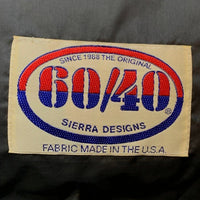 SINCE 1968 THE ORIGINAL
60/40
®
SIERRA DESIGNS
FABRIC MADE IN THE U.S.A.